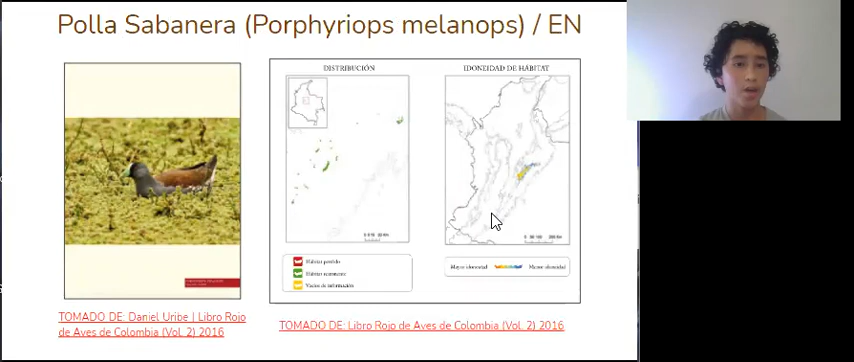 Polla Sabanera (Porphyriops melanops) / EN
DISTRIBUCIÓN
IDONEIDAD DE HÁBITAT
Hábitat perdido
Hábitat remanente
Vacíos de información
Mayor idoneidad
Menor idoneidad
TOMADO DE: Daniel Uribe | Libro Rojo
de Aves de Colombia (Vol. 2) 2016
TOMADO DE: Libro Rojo de Aves de Colombia (Vol. 2) 2016